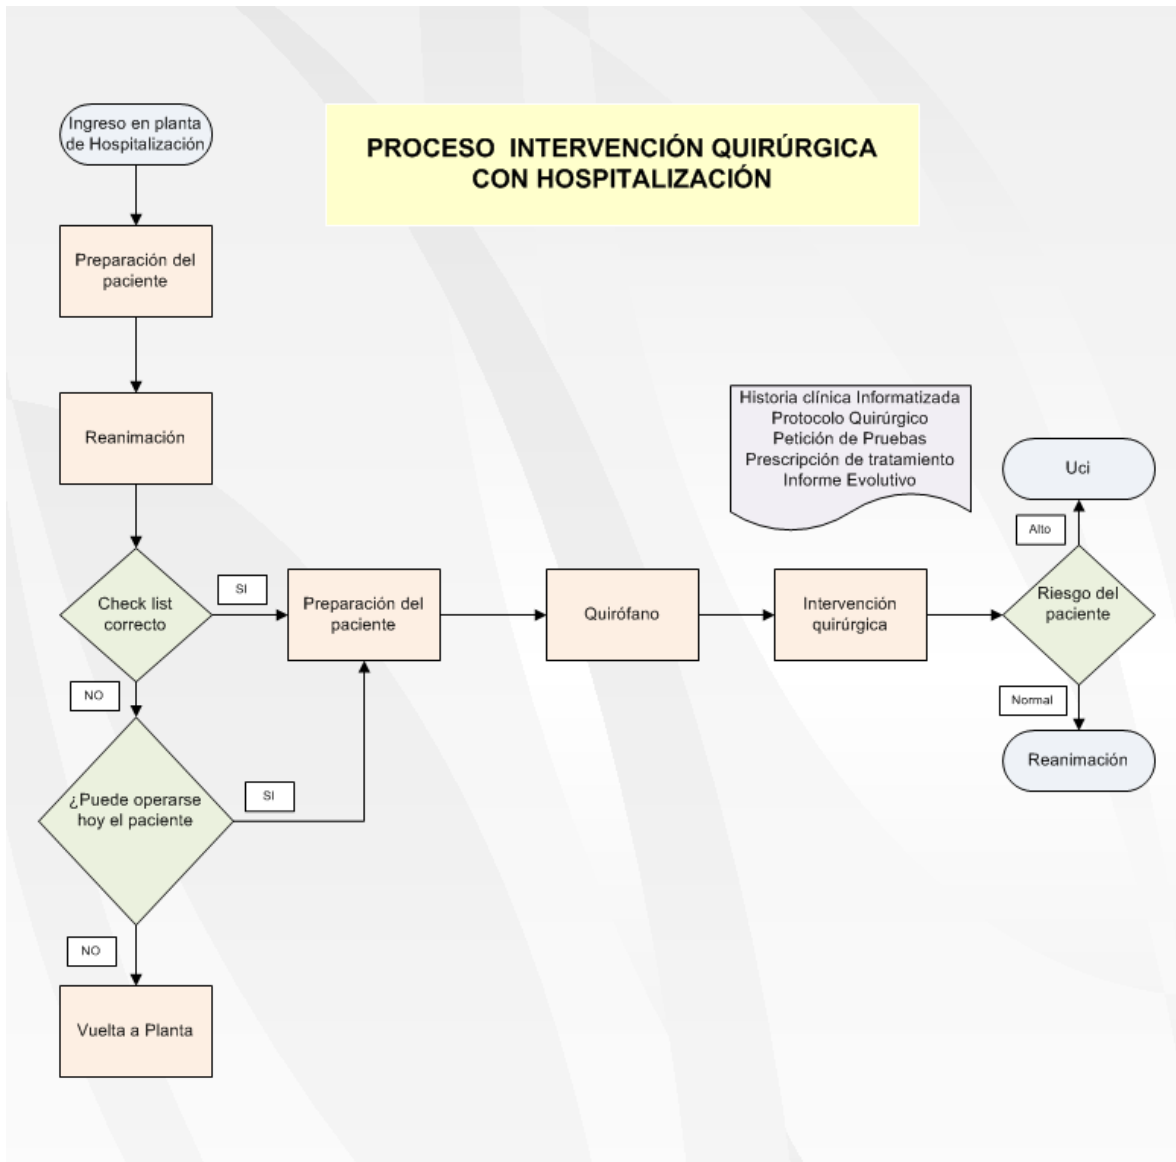 Ingreso en planta
de Hospitalización
PROCESO INTERVENCIÓN QUIRÚRGICA
CON HOSPITALIZACIÓN
Preparación del
paciente
Reanimación
Historia clínica Informatizada
Protocolo Quirúrgico
Petición de Pruebas
Prescripción de tratamiento
Informe Evolutivo
Uci
Alto
Check list
correcto
SI
Preparación del
paciente
Quirófano
Intervención
quirúrgica
Riesgo del
paciente
NO
Normal
Reanimación
¿Puede operarse
hoy el paciente
SI
NO
Vuelta a Planta